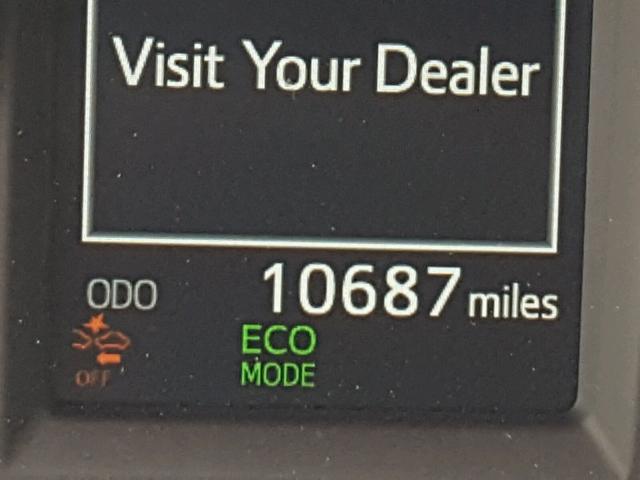 Visit Your Dealer
ODO 10687 miles
ECO
MODE
OFF